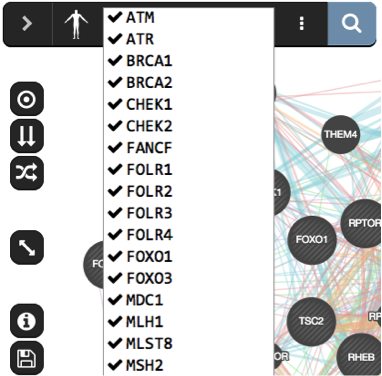 ATM
ATR
BRCA1
BRCA2
CHEK1
CHEK2
FANCF
FOLR1
FOLR2
FOLR3
FOLR4
FOXO1
FOXO3
MDC1
MLH1
MLST8
MSH2
THEM4
K1
RPTOR
FOXO1
FO
TSC2
RP
OR
RHEB